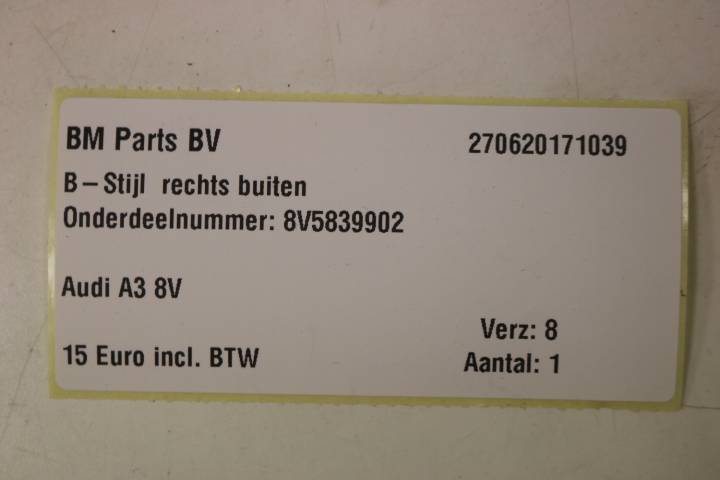 BM Parts BV 270620171039
B-Stijl rechts buiten
Onderdeelnummer: 8V5839902
Audi A3 8V
Verz: 8
15 Euro incl. BTW Aantal: 1